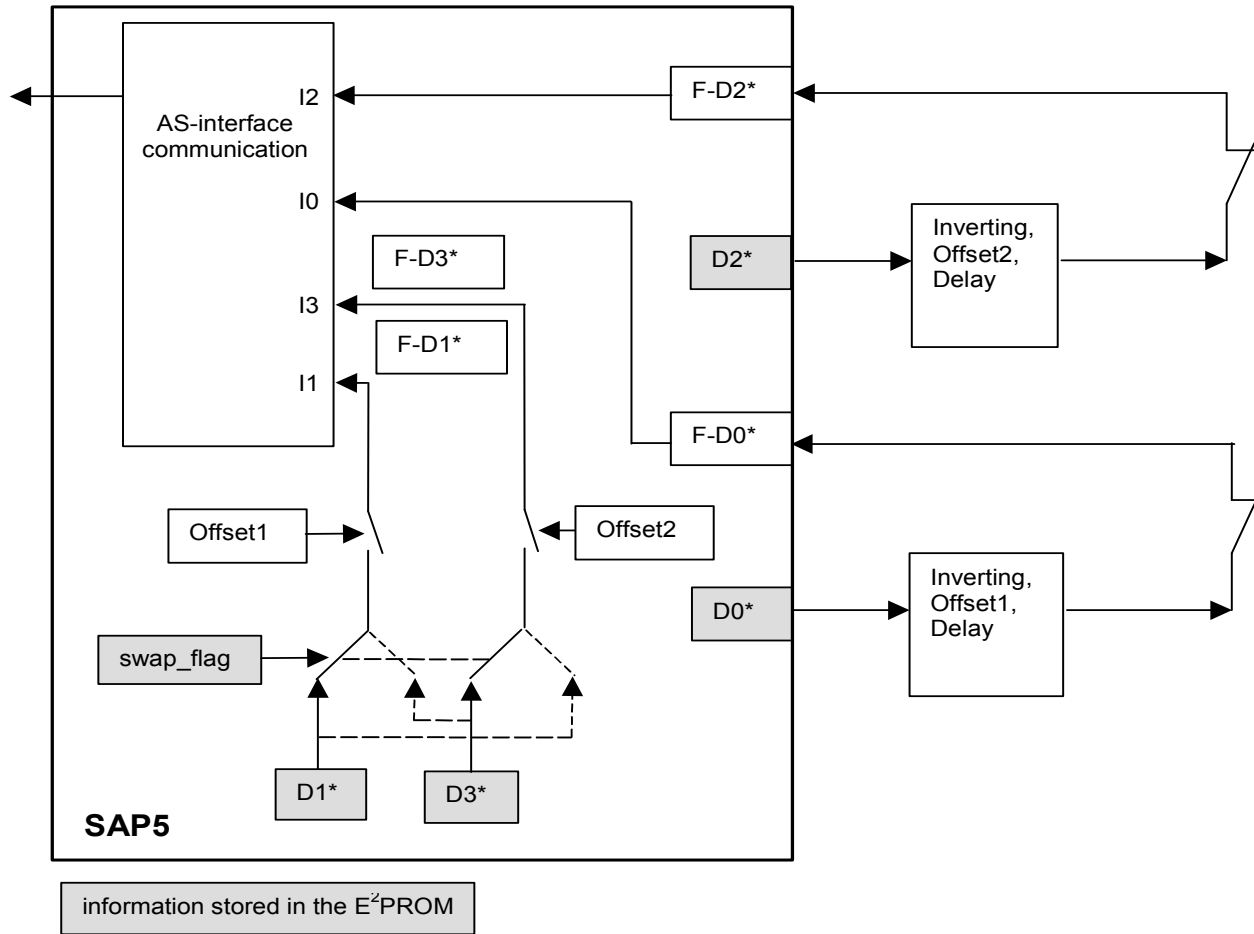 I2
F-D2*
AS-interface
communication
I0
Inverting,
Offset2,
Delay
D2*
F-D3*
I3
F-D1*
I1
F-D0*
Offset1
Offset2
Inverting,
Offset1,
Delay
D0*
swap_flag
D1*
D3*
SAP5
information stored in the E²PROM